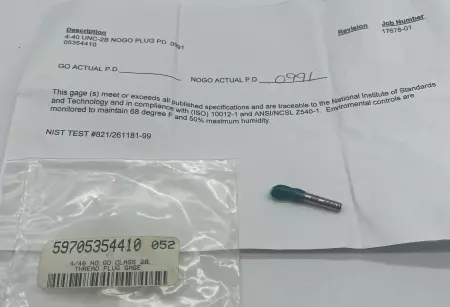 Description
4-40 UNC-2B NOGO PLUG PD .0991
05354410
Revision
Job Number
17678-01
GO ACTUAL P.D.
NOGO ACTUAL P.D. .0991
This gage (s) meet or exceeds all published specifications and are traceable to the National Institute of Standards
and Technology and in compliance with (ISO) 10012-1 and ANSI/NCSL Z540-1. Enviromental controls are
monitored to maintain 68 degree F and 50% maximum humidity.
NIST TEST #821/261181-99
59705354410 052
4/40 NO GO CLASS 2B
THREAD PLUG GAGE